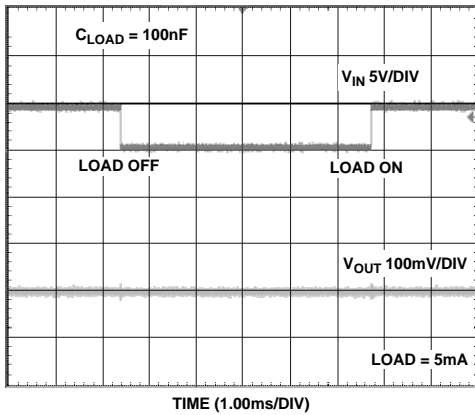 C_LOAD = 100nF
V_IN 5V/DIV
LOAD OFF
LOAD ON
V_OUT 100mV/DIV
LOAD = 5mA
TIME (1.00ms/DIV)